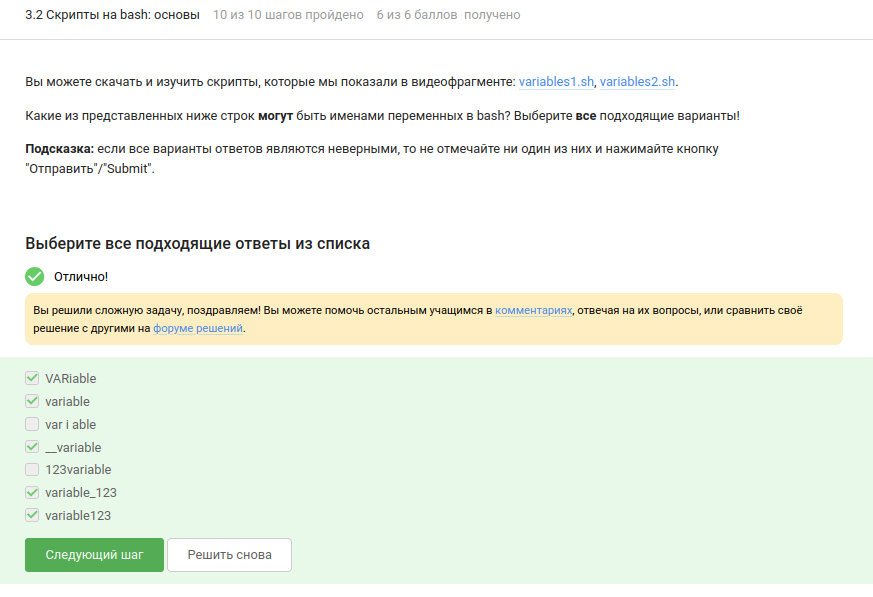 3.2 Скрипты на bash: основы 10 из 10 шагов пройдено 6 из 6 баллов получено
Вы можете скачать и изучить скрипты, которые мы показали в видеофрагменте: variables1.sh, variables2.sh.
Какие из представленных ниже строк могут быть именами переменных в bash? Выберите все подходящие варианты!
Подсказка: если все варианты ответов являются неверными, то не отмечайте ни один из них и нажимайте кнопку
"Отправить"/"Submit".
Выберите все подходящие ответы из списка
Отлично!
Вы решили сложную задачу, поздравляем! Вы можете помочь остальным учащимся в комментариях, отвечая на их вопросы, или сравнить своё
решение с другими на форуме решений.
VARiable
variable
var i able
__variable
123variable
variable_123
variable123
Следующий шаг Решить снова